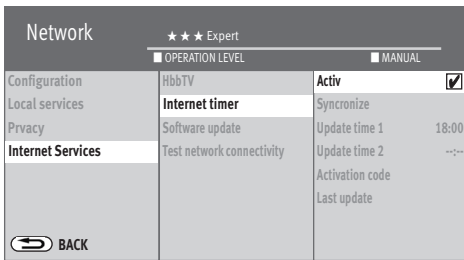 Network
★★★ Expert
OPERATION LEVEL
MANUAL
Configuration
Local services
Prvacy
Internet Services
HbbTV
Internet timer
Software update
Test network connectivity
Activ
Syncronize
Update time 1 18:00
Update time 2 --:--
Activation code
Last update
BACK